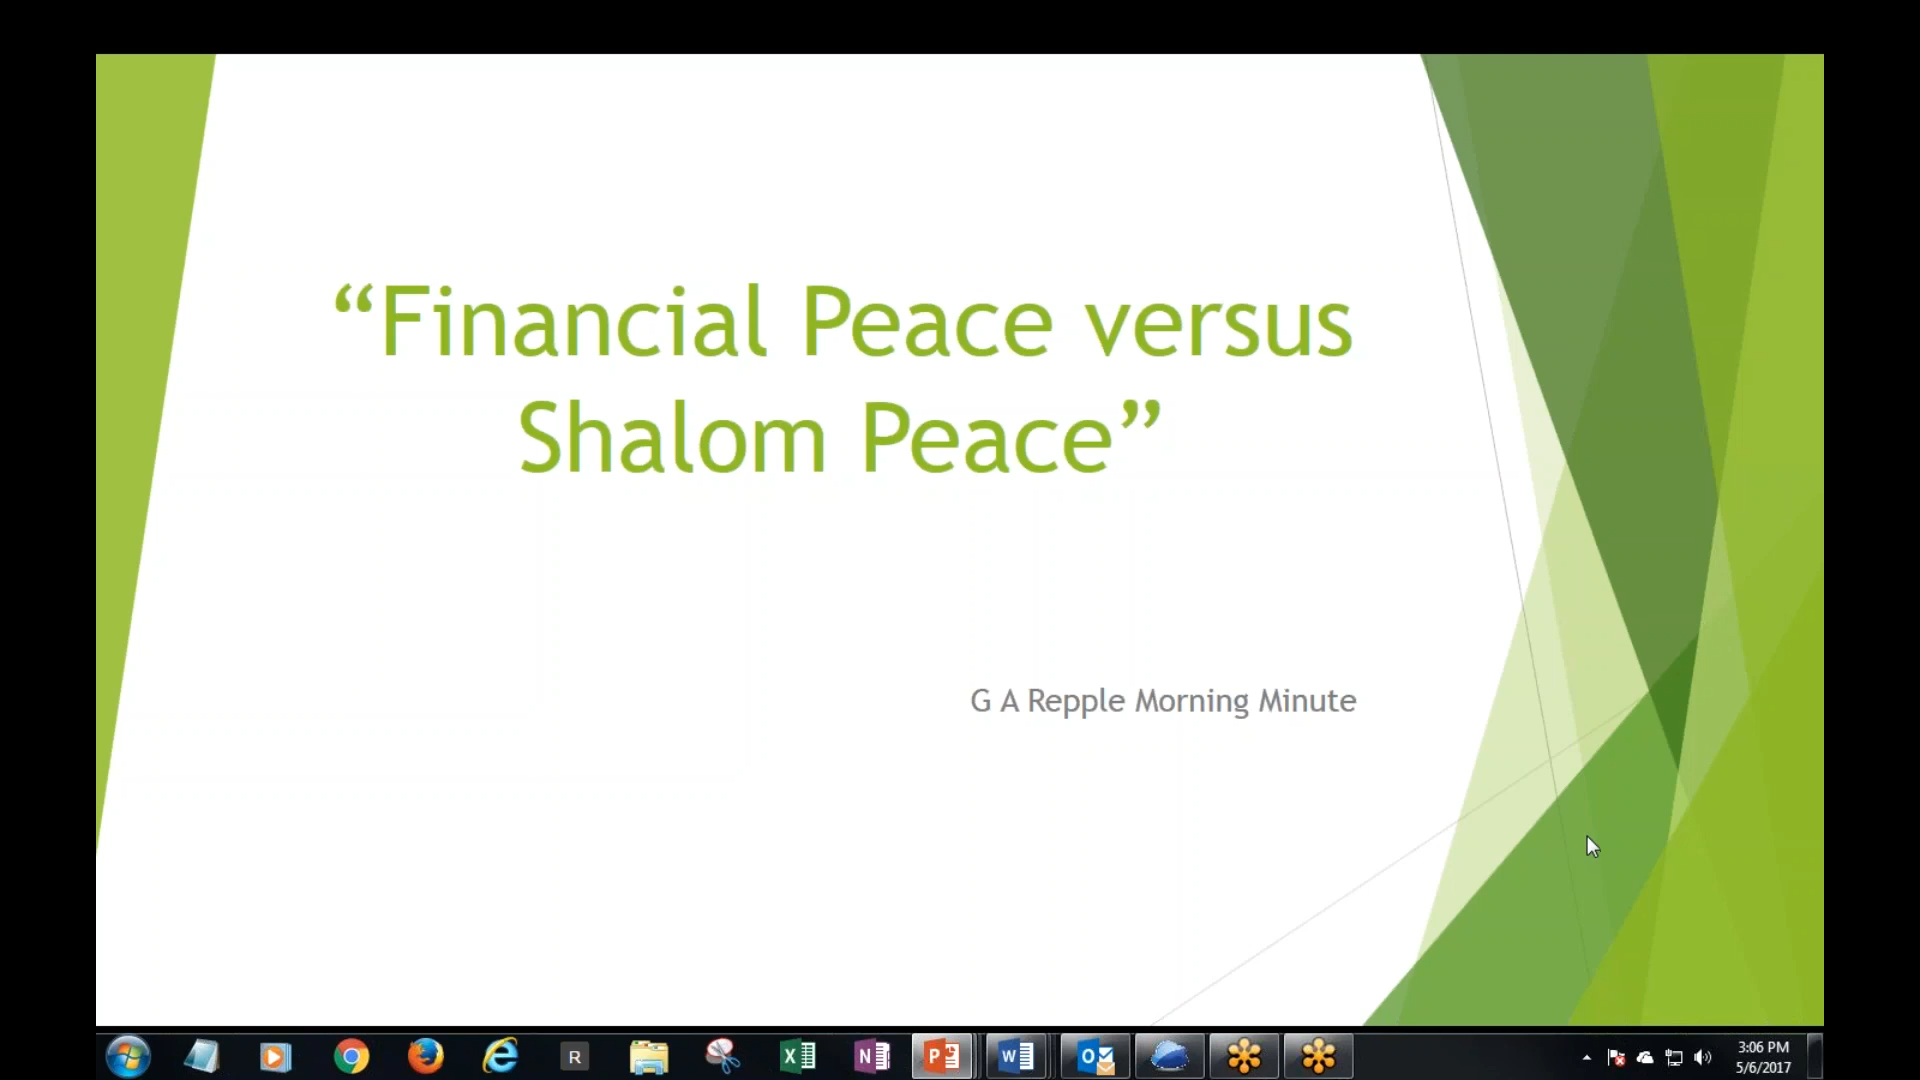 “Financial Peace versus
Shalom Peace”
G A Repple Morning Minute
R
3:06 PM
5/6/2017